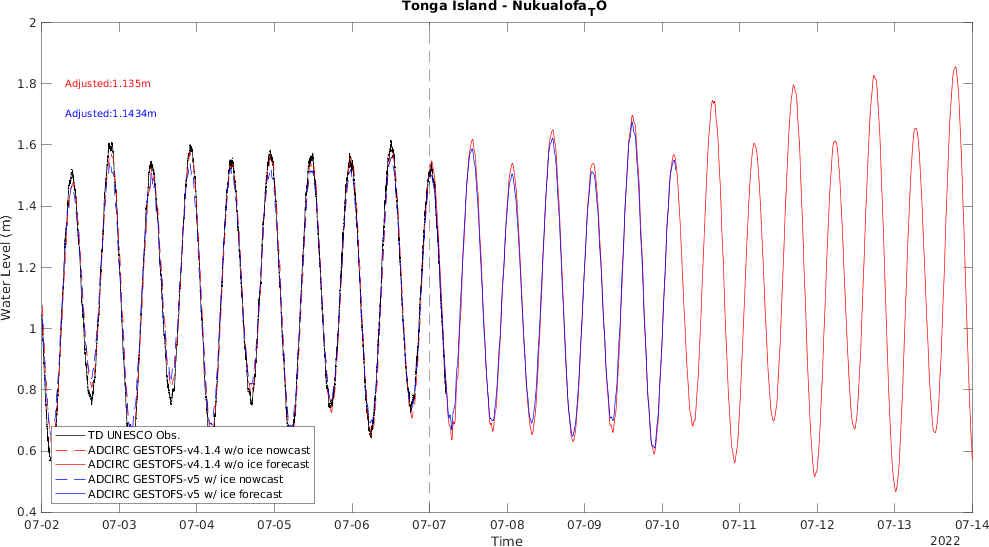 Tonga Island - Nukualofa_TO
2
1.8
1.6
1.4
1.2
1
0.8
0.6
0.4
Water Level (m)
Adjusted:1.135m
Adjusted:1.1434m
TD UNESCO Obs.
ADCIRC GESTOFS-v4.1.4 w/o ice nowcast
ADCIRC GESTOFS-v4.1.4 w/o ice forecast
ADCIRC GESTOFS-v5 w/ ice nowcast
ADCIRC GESTOFS-v5 w/ ice forecast
07-02 07-03 07-04 07-05 07-06 07-07 07-08 07-09 07-10 07-11 07-12 07-13 07-14
Time
2022